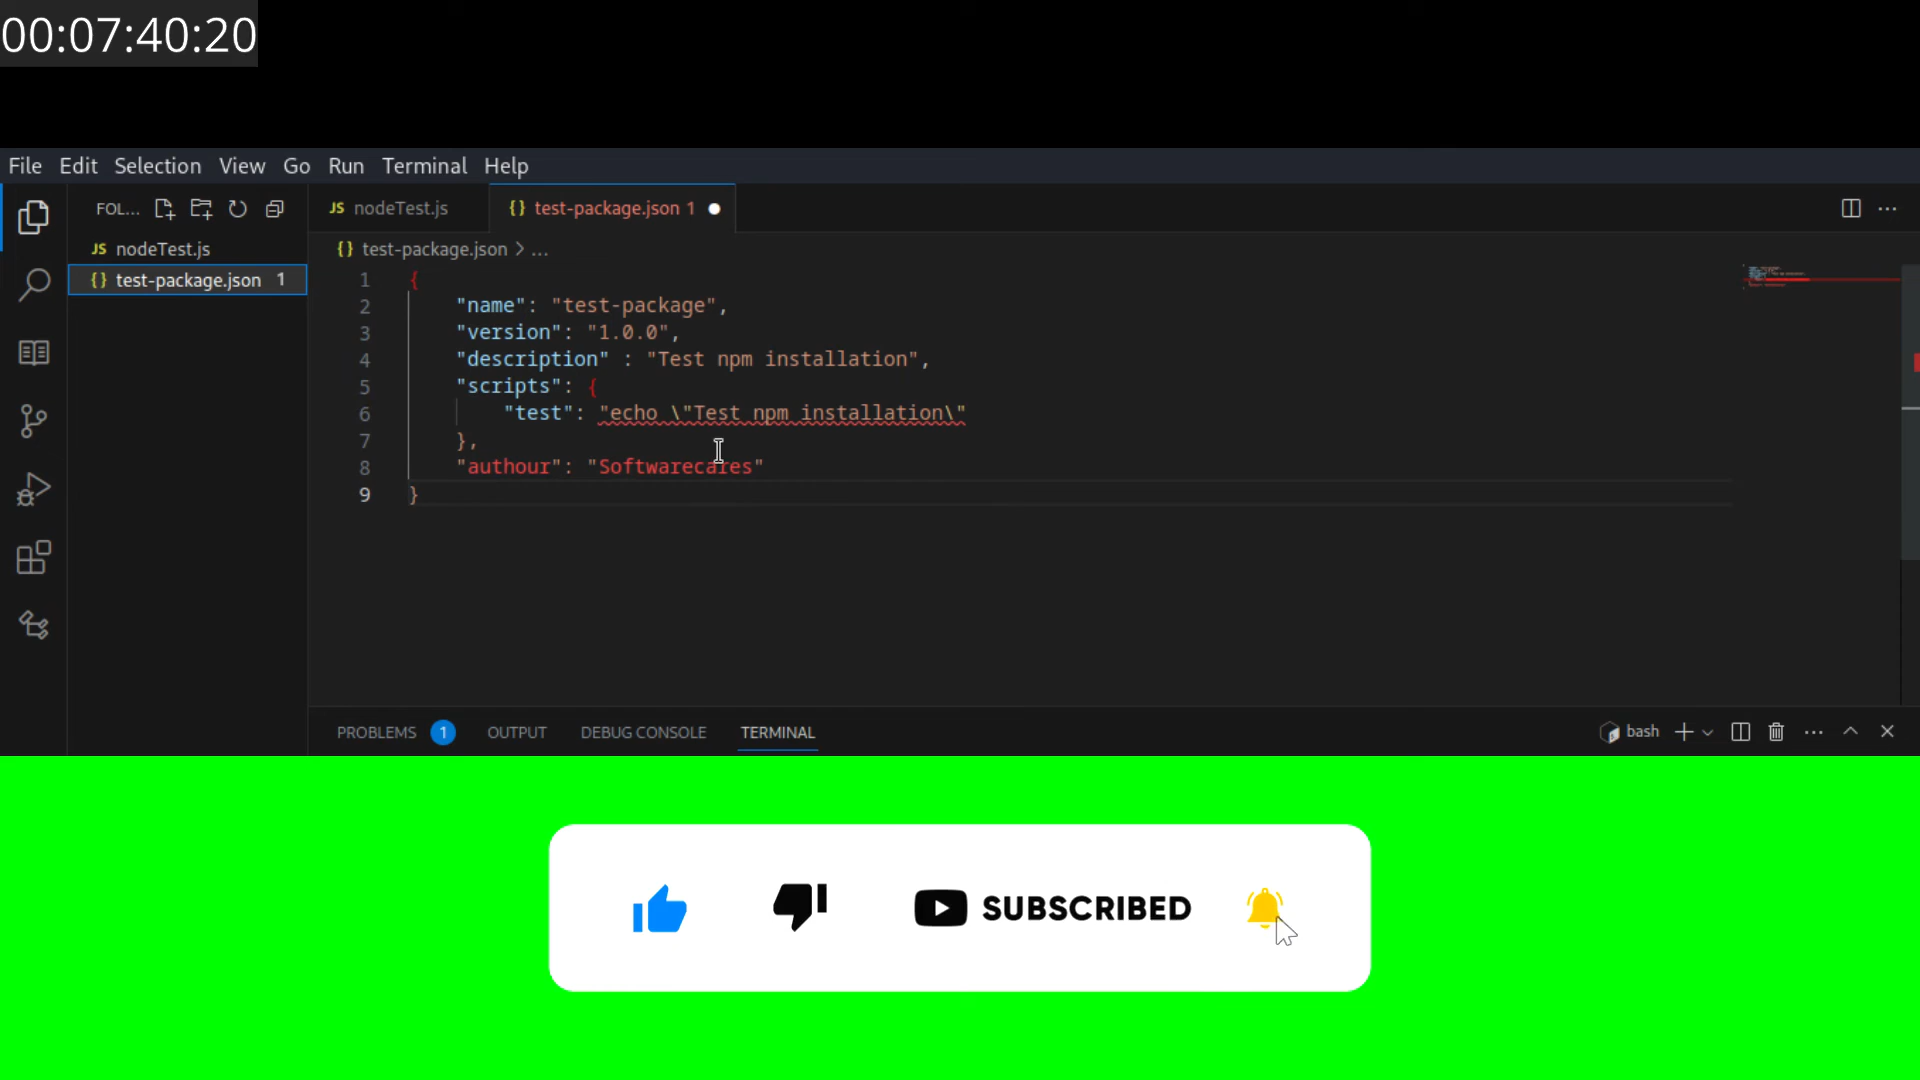 00:07:40:20
File Edit Selection View Go Run Terminal Help
FOL...
JS nodeTest.js
{} test-package.json 1
JS nodeTest.js
{} test-package.json 1
{} test-package.json > ...
1 {
2 "name": "test-package",
3 "version": "1.0.0",
4 "description" : "Test npm installation",
5 "scripts": {
6 "test": "echo \"Test npm installation\"
7 },
8 "authour": "Softwarecares"
9 }
PROBLEMS 1 OUTPUT DEBUG CONSOLE TERMINAL
bash
SUBSCRIBED